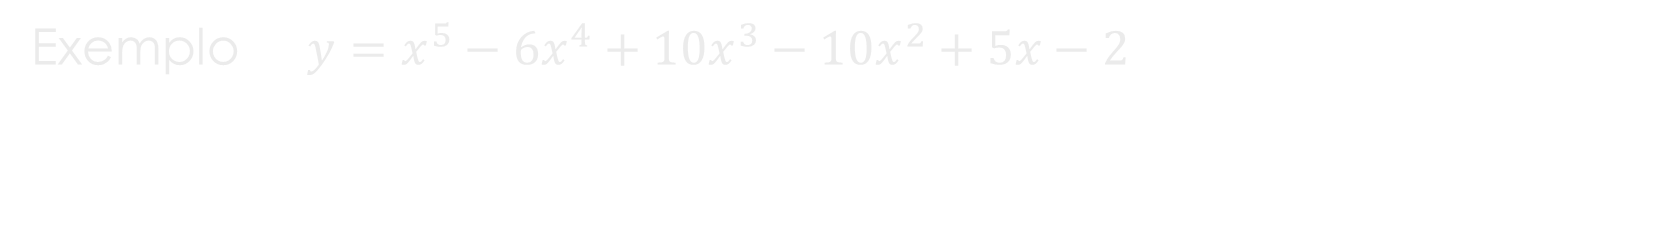 Exemplo y = x⁵ − 6x⁴ + 10x³ − 10x² + 5x − 2